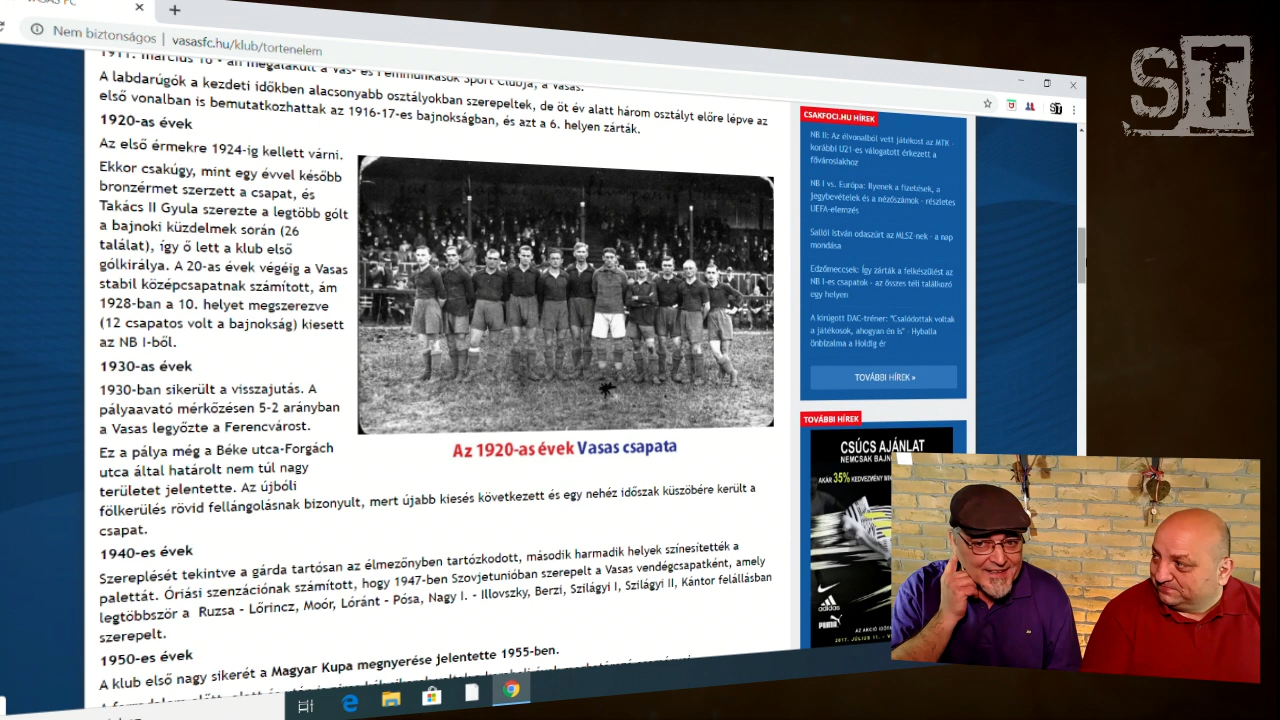 VASAS FC
Nem biztonságos | vasasfc.hu/klub/tortenelem
ST
1911. március 16 - án megalakult a Vas- és Fémmunkások Sport Clubja, a Vasas.
A labdarúgók a kezdeti időkben alacsonyabb osztályokban szerepeltek, de öt év alatt három osztályt előre lépve az
első vonalban is bemutatkozhattak az 1916-17-es bajnokságban, és azt a 6. helyen zárták.
1920-as évek
Az első érmekre 1924-ig kellett várni.
Ekkor csakúgy, mint egy évvel később
bronzérmet szerzett a csapat, és
Takács II Gyula szerezte a legtöbb gólt
a bajnoki küzdelmek során (26
találat), így ő lett a klub első
gólkirálya. A 20-as évek végéig a Vasas
stabil középcsapatnak számított, ám
1928-ban a 10. helyet megszerezve
(12 csapatos volt a bajnokság) kiesett
az NB I-ből.
1930-as évek
1930-ban sikerült a visszajutás. A
pályaavató mérkőzésen 5-2 arányban
a Vasas legyőzte a Ferencvárost.
Ez a pálya még a Béke utca-Forgách
utca által határolt nem túl nagy
területet jelentette. Az újbóli
fölkerülés rövid fellángolásnak bizonyult, mert újabb kiesés következett és egy nehéz időszak küszöbére került a
csapat.
Az 1920-as évek Vasas csapata
1940-es évek
Szereplését tekintve a gárda tartósan az élmezőnyben tartózkodott, második harmadik helyek színesítették a
palettát. Óriási szenzációnak számított, hogy 1947-ben Szovjetunióban szerepelt a Vasas vendégcsapatként, amely
legtöbbször a Ruzsa - Lőrincz, Moór, Lóránt - Pósa, Nagy I. - Illovszky, Berzi, Szilágyi I, Szilágyi II, Kántor felállásban
szerepelt.
1950-es évek
A klub első nagy sikerét a Magyar Kupa megnyerése jelentette 1955-ben.
CSAKFOCI.HU HÍREK
NB II: Az élvonalból vett játékost az MTK -
korábbi U21-es válogatott érkezett a
fővárosiakhoz
NB I vs. Európa: Ilyenek a fizetések, a
jegybevételek és a nézőszámok - részletes
UEFA-elemzés
Sallói István odaszúrt az MLSZ-nek - a nap
mondása
Edzőmeccsek: Így zárták a felkészülést az
NB I-es csapatok - az összes téli találkozó
egy helyen
A kirúgott DAC-tréner: "Csalódottak voltak
a játékosok, ahogyan én is" - Hyballa
önbizalma a Holdig ér
TOVÁBBI HÍREK »
TOVÁBBI HÍREK
CSÚCS AJÁNLAT
NEMCSAK
AKÁR 35% KEDVEZMÉNY
adidas
PUMA
AZ AKCIÓ
2017. JÚLIUS 11. -